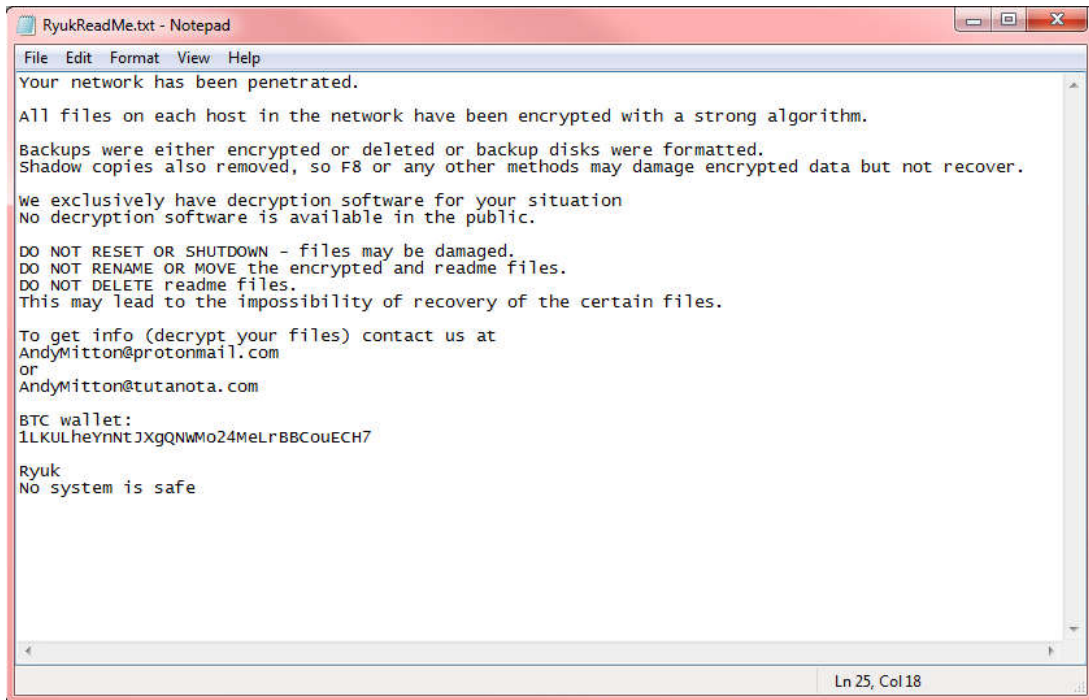 RyukReadMe.txt - Notepad
File Edit Format View Help
Your network has been penetrated.
All files on each host in the network have been encrypted with a strong algorithm.
Backups were either encrypted or deleted or backup disks were formatted.
Shadow copies also removed, so F8 or any other methods may damage encrypted data but not recover.
We exclusively have decryption software for your situation
No decryption software is available in the public.
DO NOT RESET OR SHUTDOWN - files may be damaged.
DO NOT RENAME OR MOVE the encrypted and readme files.
DO NOT DELETE readme files.
This may lead to the impossibility of recovery of the certain files.
To get info (decrypt your files) contact us at
AndyMitton@protonmail.com
or
AndyMitton@tutanota.com
BTC wallet:
1LKULheYnNtJXgQNWMo24MeLrBBCouECH7
Ryuk
No system is safe
Ln 25, Col 18